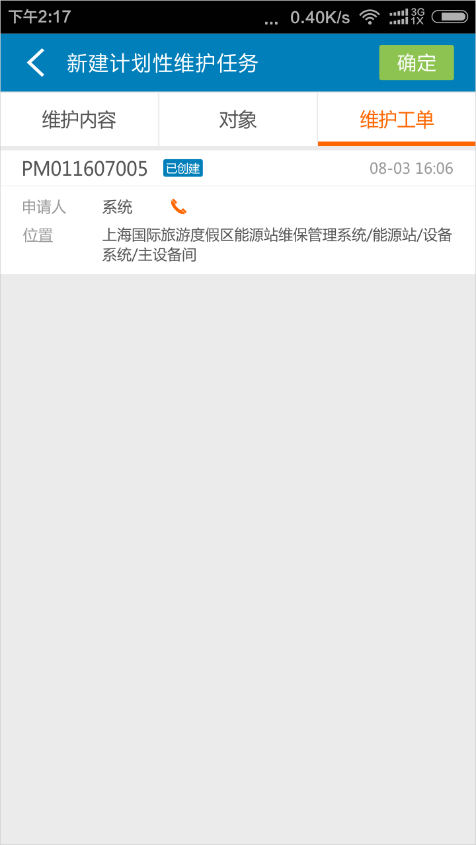 下午2:17 ... 0.40K/s 3G 1X
新建计划性维护任务 确定
维护内容 对象 维护工单
PM011607005 已创建 08-03 16:06
申请人 系统
位置 上海国际旅游度假区能源站维保管理系统/能源站/设备
系统/主设备间